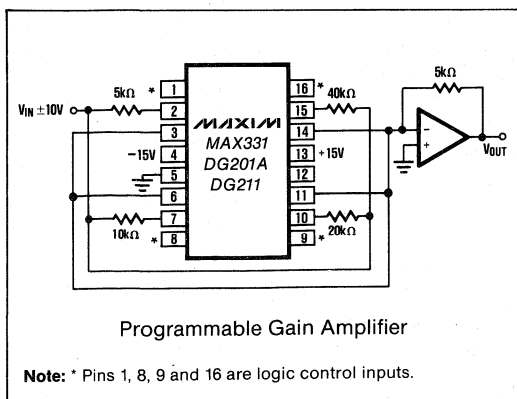 5kΩ
* 1
16 *
40kΩ
5kΩ
VIN ±10V
2
MAXIM
15
3
MAX331
14
−
+
VOUT
−15V
4
DG201A
13
+15V
5
DG211
12
6
11
7
10
10kΩ
20kΩ
* 8
9 *
Programmable Gain Amplifier
Note: * Pins 1, 8, 9 and 16 are logic control inputs.